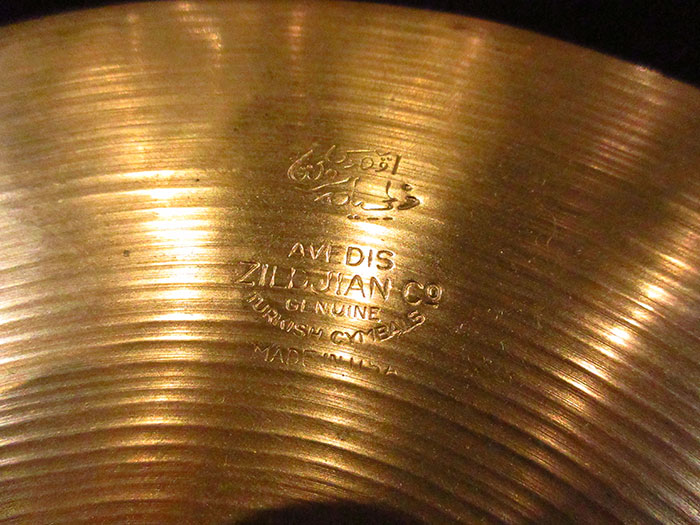 AVEDIS
ZILDJIAN Co
GENUINE
TURKISH CYMBALS
MADE IN U.S.A.